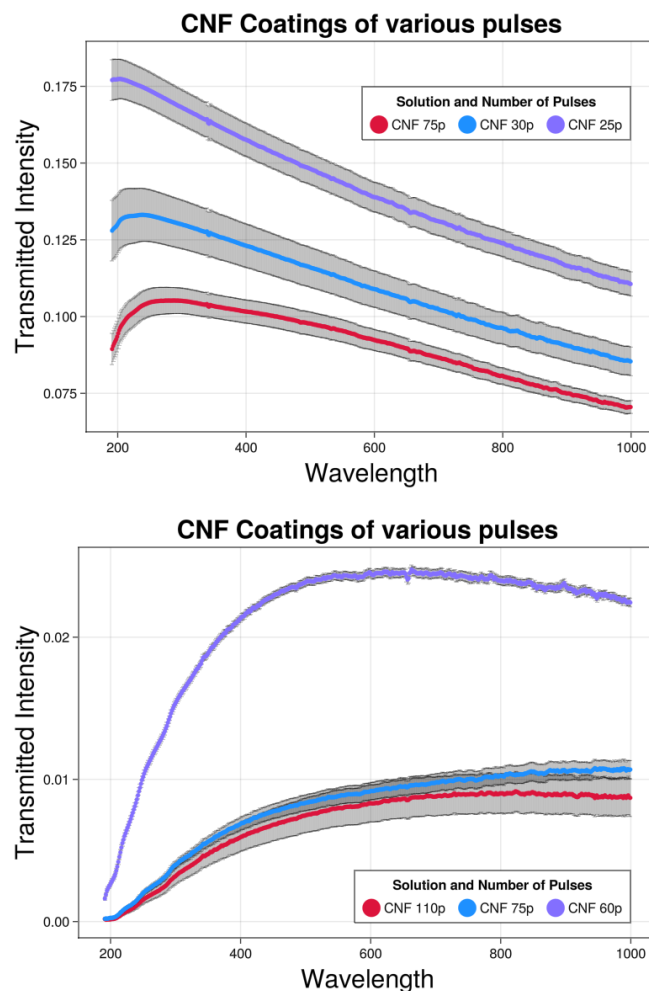 CNF Coatings of various pulses
Transmitted Intensity
0.175
0.150
0.125
0.100
0.075
Solution and Number of Pulses
CNF 75p CNF 30p CNF 25p
200 400 600 800 1000
Wavelength
CNF Coatings of various pulses
Transmitted Intensity
0.02
0.01
0.00
Solution and Number of Pulses
CNF 110p CNF 75p CNF 60p
200 400 600 800 1000
Wavelength